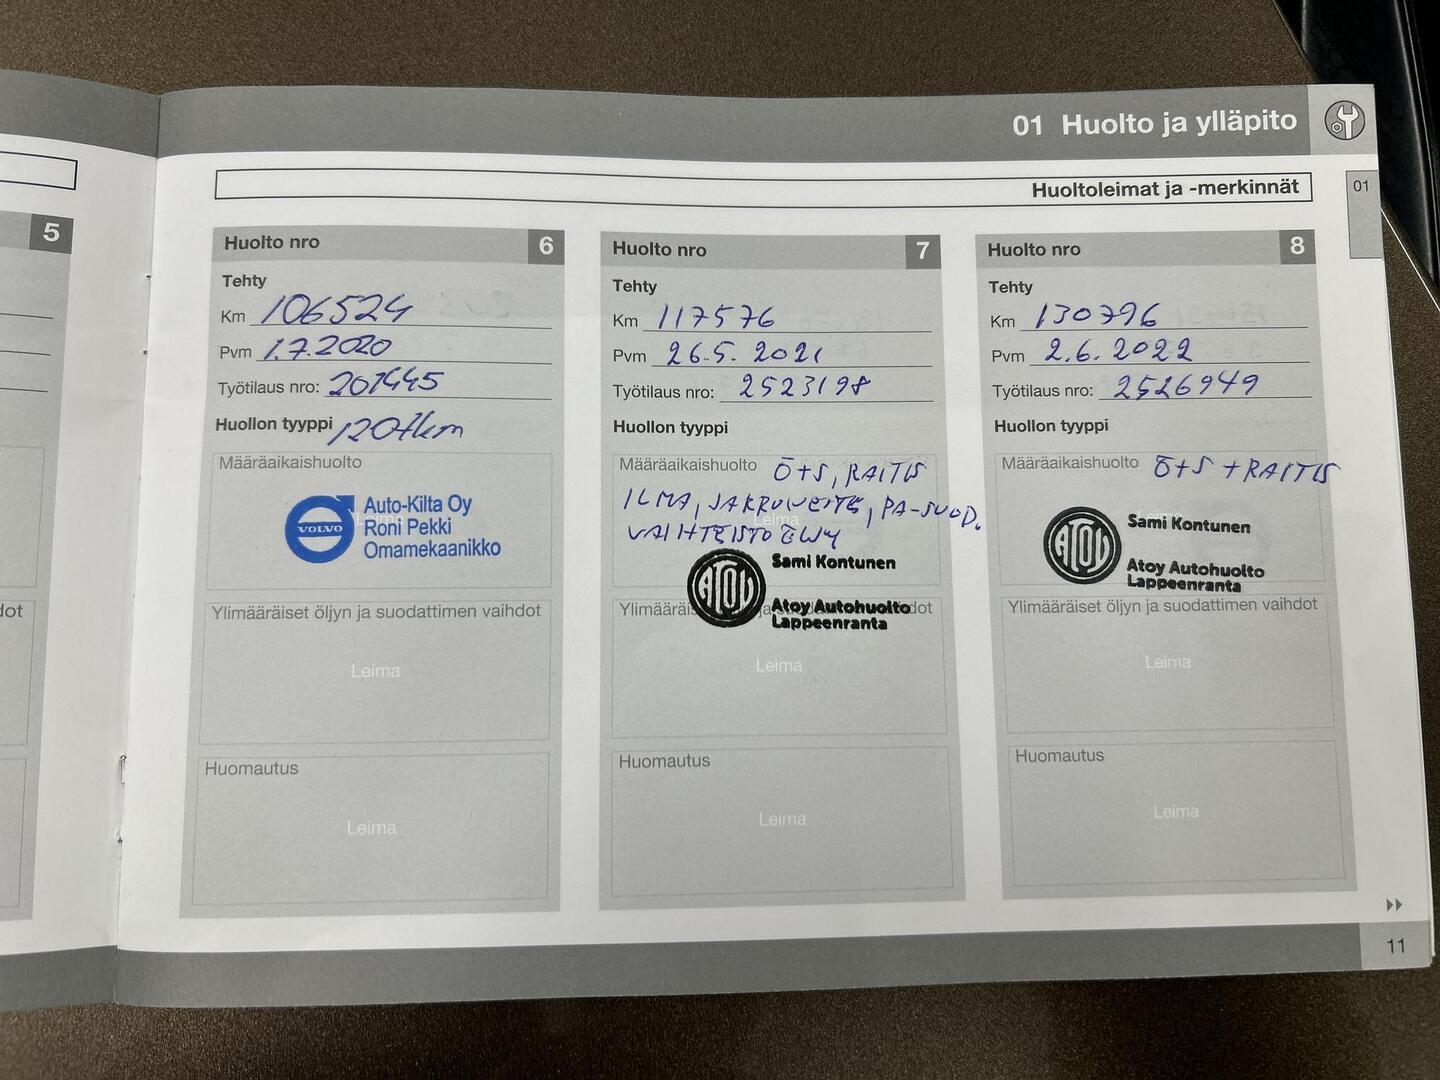 01 Huolto ja ylläpito
Huoltoleimat ja -merkinnät
01
5
dot
Huolto nro 6
Tehty
Km 106524
Pvm 1.7.2020
Työtilaus nro: 201445
Huollon tyyppi 120tkm
Määräaikaishuolto
Leima
VOLVO
Auto-Kilta Oy
Roni Pekki
Omamekaanikko
Ylimääräiset öljyn ja suodattimen vaihdot
Leima
Huomautus
Leima
Huolto nro 7
Tehty
Km 117576
Pvm 26.5.2021
Työtilaus nro: 2523198
Huollon tyyppi
Määräaikaishuolto Ö+S, RAITIS
ILMA, JARRUNESTE, PA-SUOD.
VAIHTEISTOÖLJY
Leima
ATOY
Sami Kontunen
Atoy Autohuolto
Lappeenranta
Leima
Huomautus
Leima
Huolto nro 8
Tehty
Km 130796
Pvm 2.6.2022
Työtilaus nro: 2526949
Huollon tyyppi
Määräaikaishuolto Ö+S + RAITIS
ATOY
Sami Kontunen
Atoy Autohuolto
Lappeenranta
Ylimääräiset öljyn ja suodattimen vaihdot
Leima
Huomautus
Leima
11